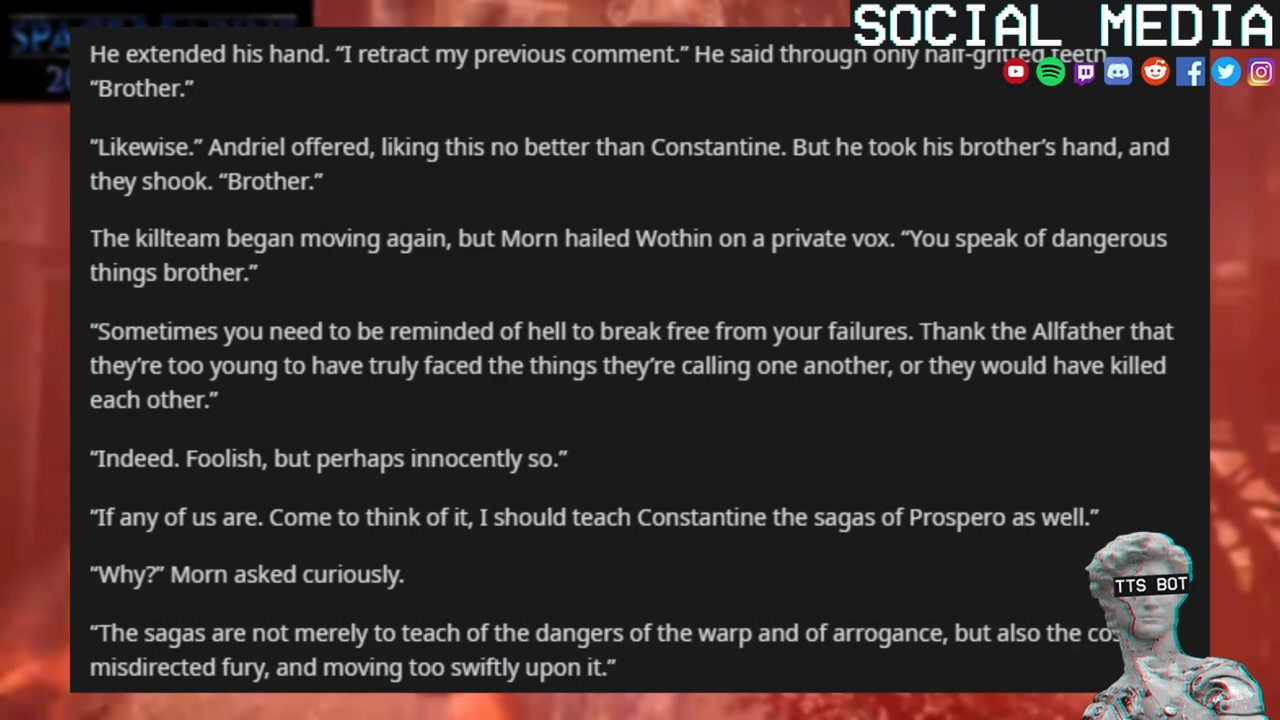 SOCIAL MEDIA
SPA
20
He extended his hand. “I retract my previous comment.” He said through only half-gritted teeth
“Brother.”
“Likewise.” Andriel offered, liking this no better than Constantine. But he took his brother’s hand, and
they shook. “Brother.”
The killteam began moving again, but Morn hailed Wothin on a private vox. “You speak of dangerous
things brother.”
“Sometimes you need to be reminded of hell to break free from your failures. Thank the Allfather that
they’re too young to have truly faced the things they’re calling one another, or they would have killed
each other.”
“Indeed. Foolish, but perhaps innocently so.”
“If any of us are. Come to think of it, I should teach Constantine the sagas of Prospero as well.”
“Why?” Morn asked curiously.
“The sagas are not merely to teach of the dangers of the warp and of arrogance, but also the
misdirected fury, and moving too swiftly upon it.”
TTS BOT